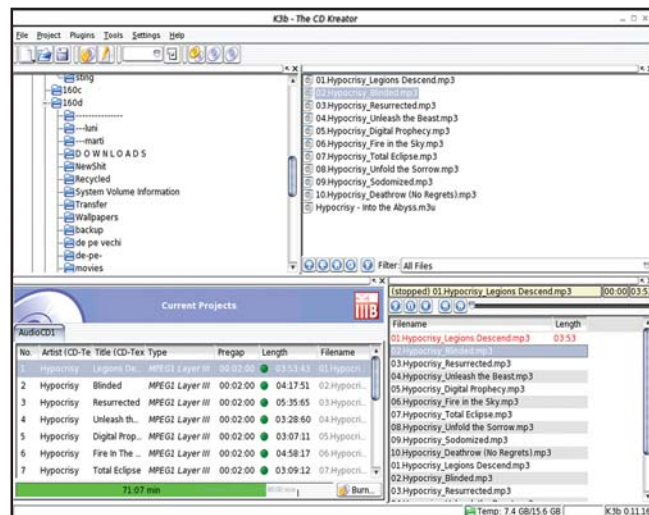 K3b - The CD Kreator
File Project Plugins Tools Settings Help
sting
160c
160d
---------------
---luni
---marti
D O W N L O A D S
NewShit
Recycled
System Volume Information
Transfer
Wallpapers
backup
de pe vechi
de-pe-
movies
01.Hypocrisy_Legions Descend.mp3
02.Hypocrisy_Blinded.mp3
03.Hypocrisy_Resurrected.mp3
04.Hypocrisy_Unleash the Beast.mp3
05.Hypocrisy_Digital Prophecy.mp3
06.Hypocrisy_Fire in the Sky.mp3
07.Hypocrisy_Total Eclipse.mp3
08.Hypocrisy_Unfold the Sorrow.mp3
09.Hypocrisy_Sodomized.mp3
10.Hypocrisy_Deathrow (No Regrets).mp3
Hypocrisy - Into the Abyss.m3u
Filter: All Files
Current Projects
AudioCD1
No. Artist (CD-Te Title (CD-Tex Type Pregap Length Filename
1 Hypocrisy Legions De... MPEG1 Layer III 00:02:00 03:53:43 01.Hypocri...
2 Hypocrisy Blinded MPEG1 Layer III 00:02:00 04:17:51 02.Hypocri...
3 Hypocrisy Resurrected MPEG1 Layer III 00:02:00 05:35:65 03.Hypocri...
4 Hypocrisy Unleash th... MPEG1 Layer III 00:02:00 03:28:60 04.Hypocri...
5 Hypocrisy Digital Prop... MPEG1 Layer III 00:02:00 03:07:11 05.Hypocri...
6 Hypocrisy Fire In The ... MPEG1 Layer III 00:02:00 04:58:17 06.Hypocri...
7 Hypocrisy Total Eclipse MPEG1 Layer III 00:02:00 03:09:12 07.Hypocri...
71:07 min
80:00 min
Burn...
(stopped) 01.Hypocrisy_Legions Descend.mp3 00:00 03:5
Filename Length
01.Hypocrisy_Legions Descend.mp3 03:53
02.Hypocrisy_Blinded.mp3
03.Hypocrisy_Resurrected.mp3
04.Hypocrisy_Unleash the Beast.mp3
05.Hypocrisy_Digital Prophecy.mp3
06.Hypocrisy_Fire in the Sky.mp3
07.Hypocrisy_Total Eclipse.mp3
08.Hypocrisy_Unfold the Sorrow.mp3
09.Hypocrisy_Sodomized.mp3
10.Hypocrisy_Deathrow (No Regrets).mp3
01.Hypocrisy_Legions Descend.mp3
02.Hypocrisy_Blinded.mp3
03.Hypocrisy_Resurrected.mp3
Temp: 7.4 GB/15.6 GB K3b 0.11.16